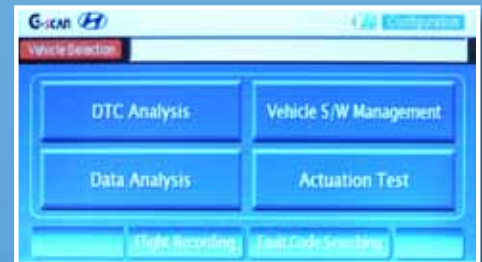 G-scan Configuration
Vehicle Selection
DTC Analysis Vehicle S/W Management
Data Analysis Actuation Test
Flight Recording Fault Code Searching